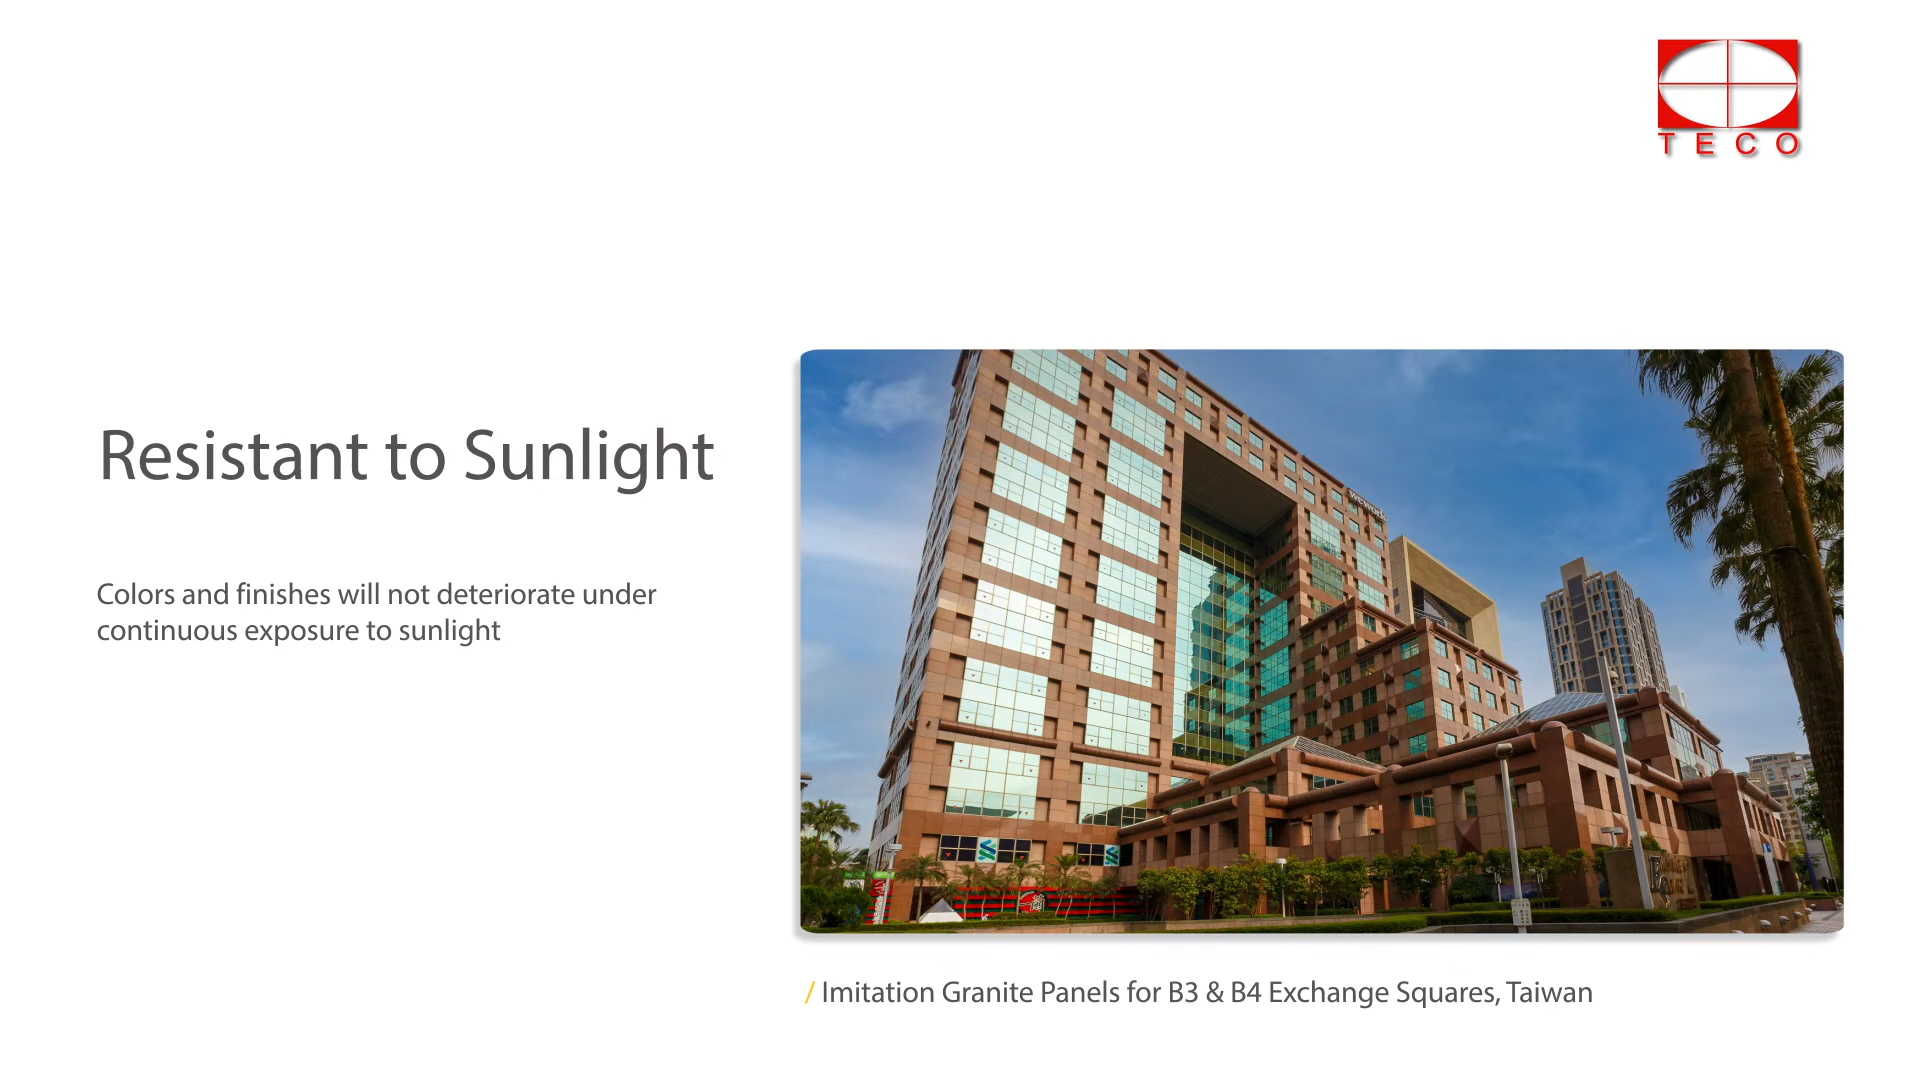 TECO
Resistant to Sunlight
Colors and finishes will not deteriorate under
continuous exposure to sunlight
wework
/ Imitation Granite Panels for B3 & B4 Exchange Squares, Taiwan